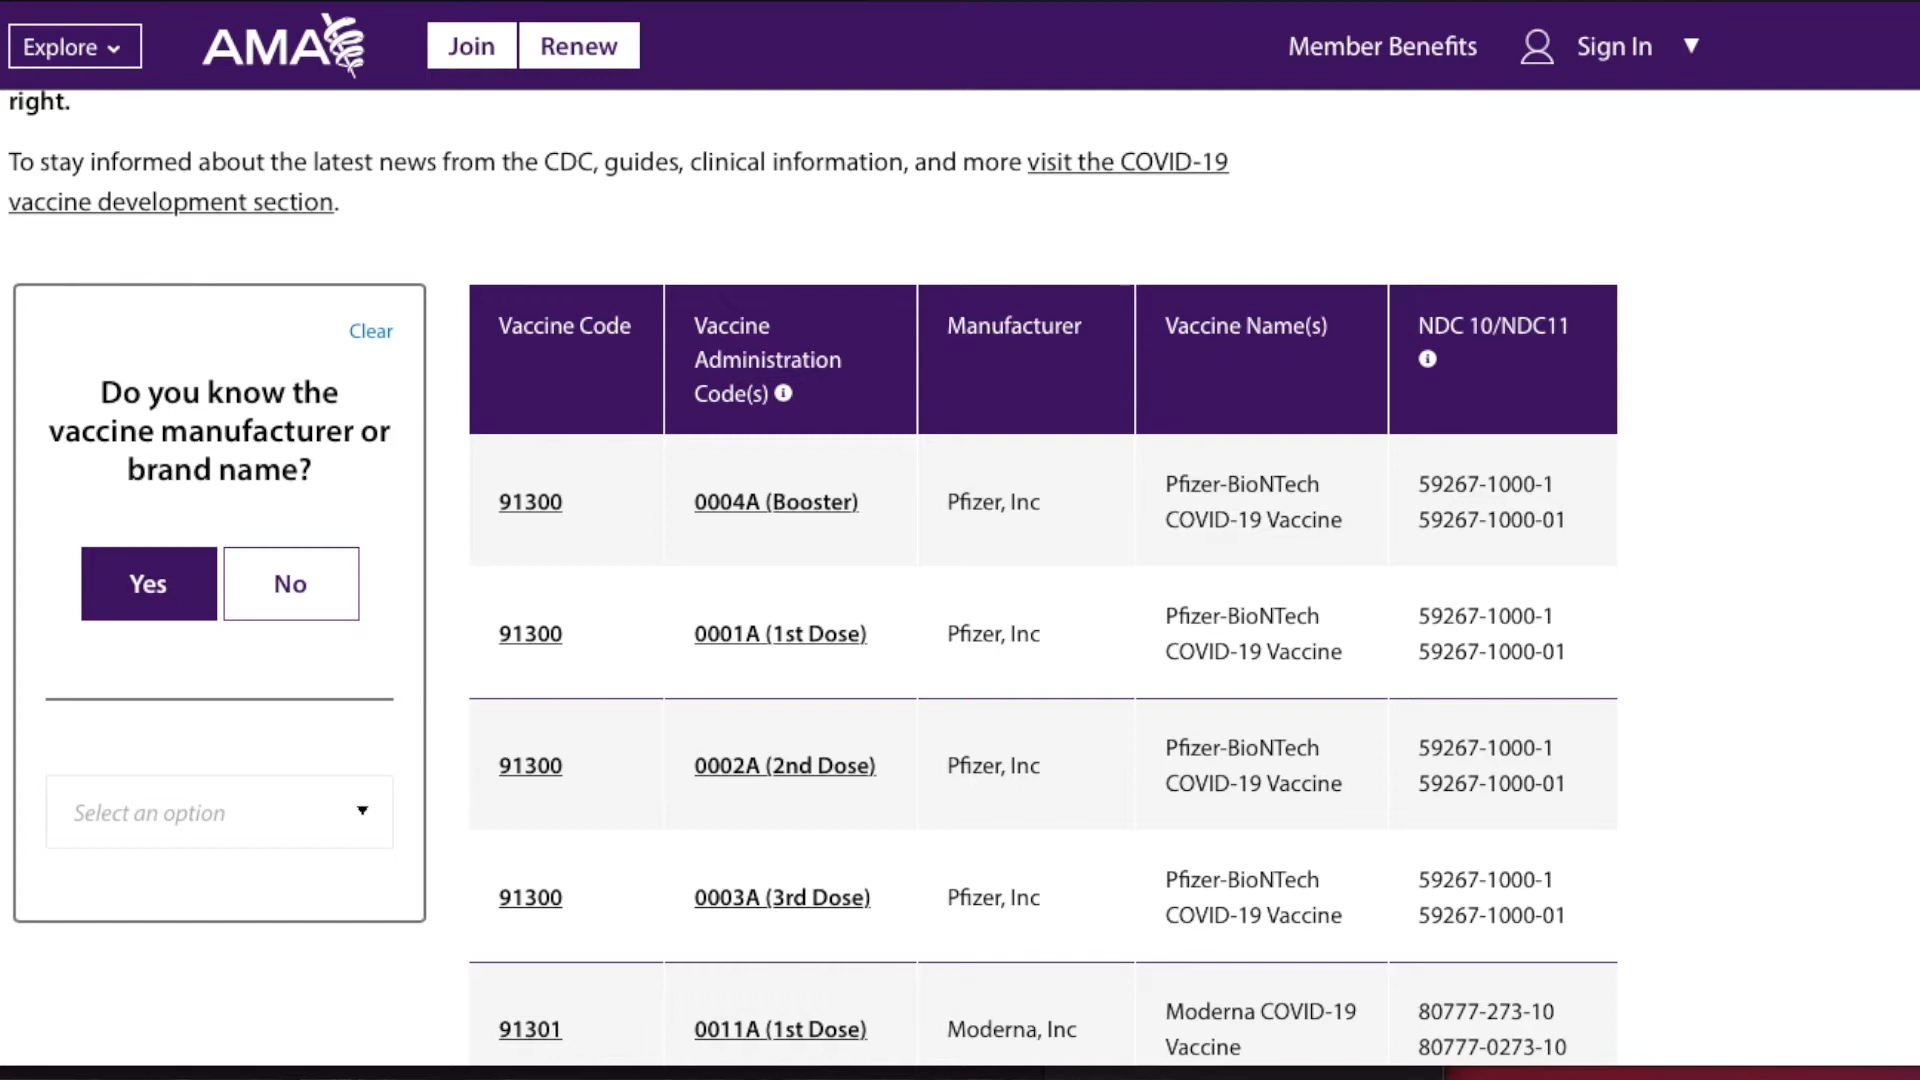 Explore
AMA
Join
Renew
Member Benefits
Sign In
right.
To stay informed about the latest news from the CDC, guides, clinical information, and more visit the COVID-19
vaccine development section.
Clear
Do you know the
vaccine manufacturer or
brand name?
Yes
No
Select an option
Vaccine Code
Vaccine
Administration
Code(s)
Manufacturer
Vaccine Name(s)
NDC 10/NDC11
91300
0004A (Booster)
Pfizer, Inc
Pfizer-BioNTech
COVID-19 Vaccine
59267-1000-1
59267-1000-01
91300
0001A (1st Dose)
Pfizer, Inc
Pfizer-BioNTech
COVID-19 Vaccine
59267-1000-1
59267-1000-01
91300
0002A (2nd Dose)
Pfizer, Inc
Pfizer-BioNTech
COVID-19 Vaccine
59267-1000-1
59267-1000-01
91300
0003A (3rd Dose)
Pfizer, Inc
Pfizer-BioNTech
COVID-19 Vaccine
59267-1000-1
59267-1000-01
91301
0011A (1st Dose)
Moderna, Inc
Moderna COVID-19
Vaccine
80777-273-10
80777-0273-10